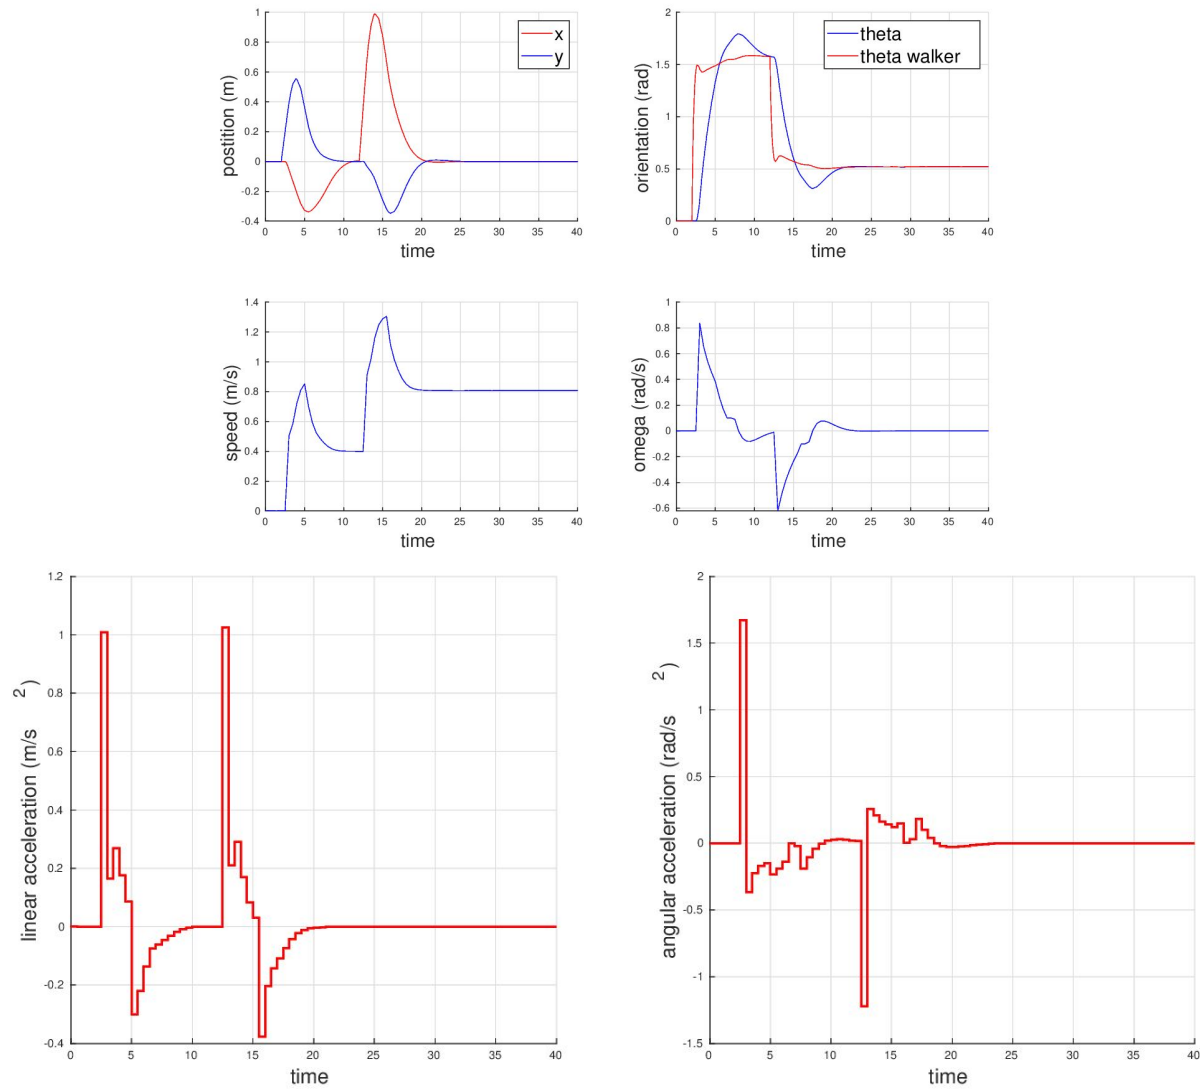 1
0.8
0.6
0.4
0.2
0
-0.2
-0.4
postition (m)
x
y
0 5 10 15 20 25 30 35 40
time
2
1.5
1
0.5
0
orientation (rad)
theta
theta walker
0 5 10 15 20 25 30 35 40
time
1.4
1.2
1
0.8
0.6
0.4
0.2
0
speed (m/s)
0 5 10 15 20 25 30 35 40
time
1
0.8
0.6
0.4
0.2
0
-0.2
-0.4
-0.6
omega (rad/s)
0 5 10 15 20 25 30 35 40
time
1.2
1
0.8
0.6
0.4
0.2
0
-0.2
-0.4
linear acceleration (m/s 2)
0 5 10 15 20 25 30 35 40
time
2
1.5
1
0.5
0
-0.5
-1
-1.5
angular acceleration (rad/s 2)
0 5 10 15 20 25 30 35 40
time